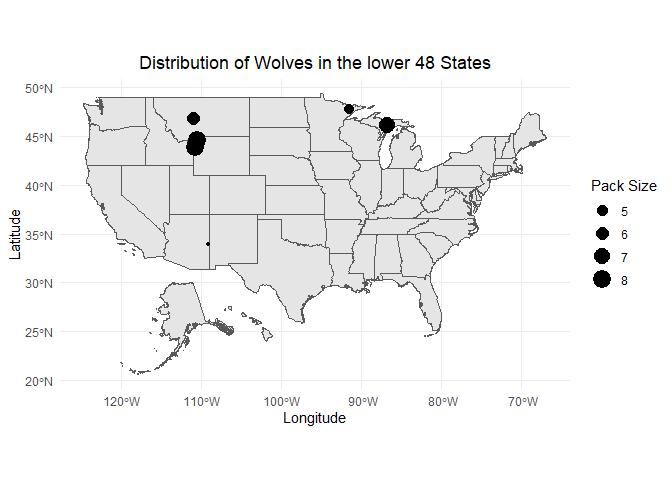 Distribution of Wolves in the lower 48 States
50°N
45°N
40°N
35°N
30°N
25°N
20°N
Latitude
120°W 110°W 100°W 90°W 80°W 70°W
Longitude
Pack Size
5
6
7
8